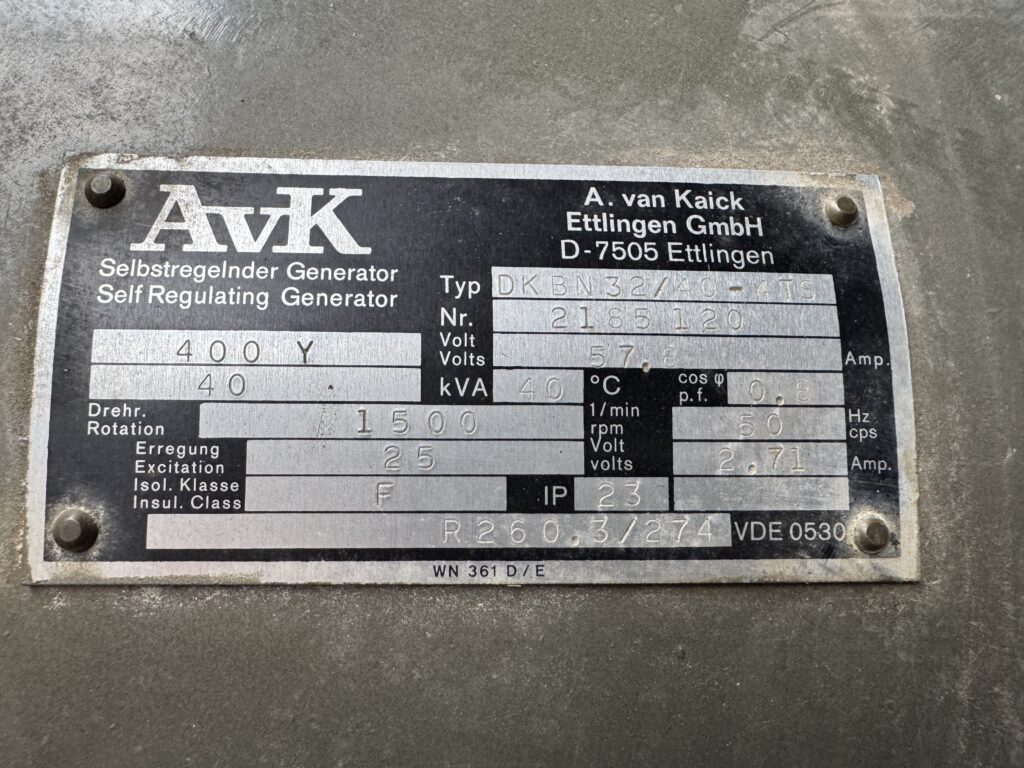 AvK
A. van Kaick
Ettlingen GmbH
D-7505 Ettlingen
Selbstregelnder Generator
Self Regulating Generator
Typ DKBN 32/40-4TS
Nr. 2185120
400 Y Volt Volts 57,8 Amp.
40 kVA 40 °C cos φ p.f. 0,8
Drehr. Rotation 1500 1/min rpm 50 Hz cps
Erregung Excitation 25 Volt volts 2,71 Amp.
Isol. Klasse Insul. Class F IP 23
R260.3/274 VDE 0530
WN 361 D/E